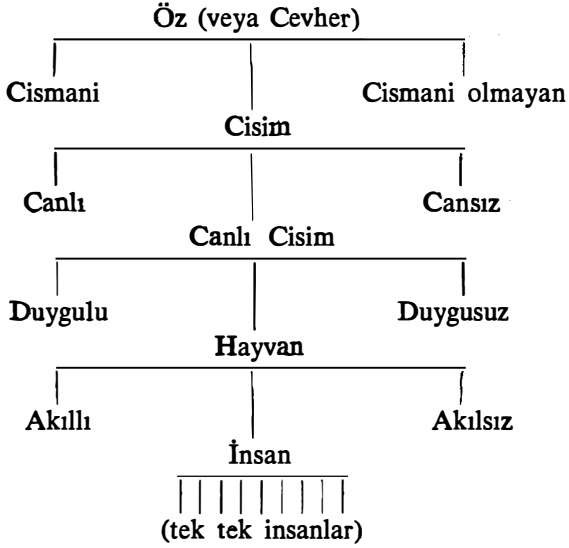 Öz (veya Cevher)
Cismani Cismani olmayan
Cisim
Canlı Cansız
Canlı Cisim
Duygulu Duygusuz
Hayvan
Akıllı Akılsız
İnsan
(tek tek insanlar)